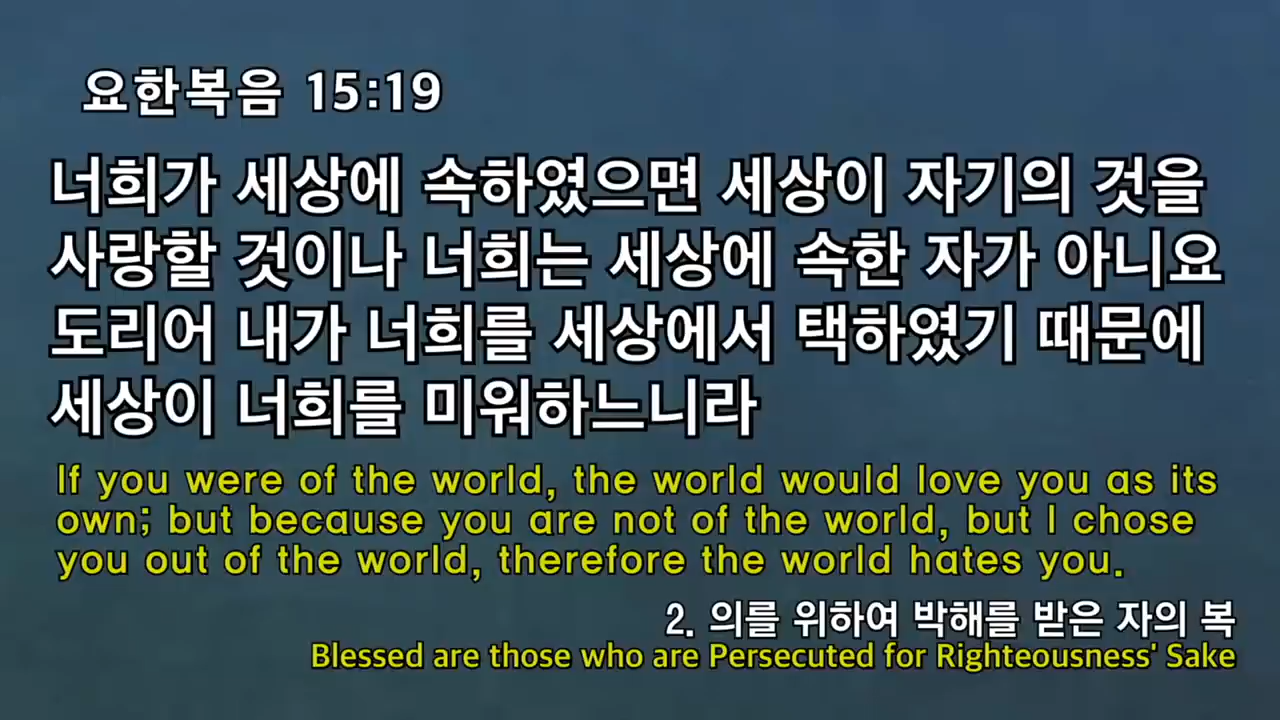 요한복음 15:19
너희가 세상에 속하였으면 세상이 자기의 것을
사랑할 것이나 너희는 세상에 속한 자가 아니요
도리어 내가 너희를 세상에서 택하였기 때문에
세상이 너희를 미워하느니라
If you were of the world, the world would love you as its
own; but because you are not of the world, but I chose
you out of the world, therefore the world hates you.
2. 의를 위하여 박해를 받은 자의 복
Blessed are those who are Persecuted for Righteousness' Sake